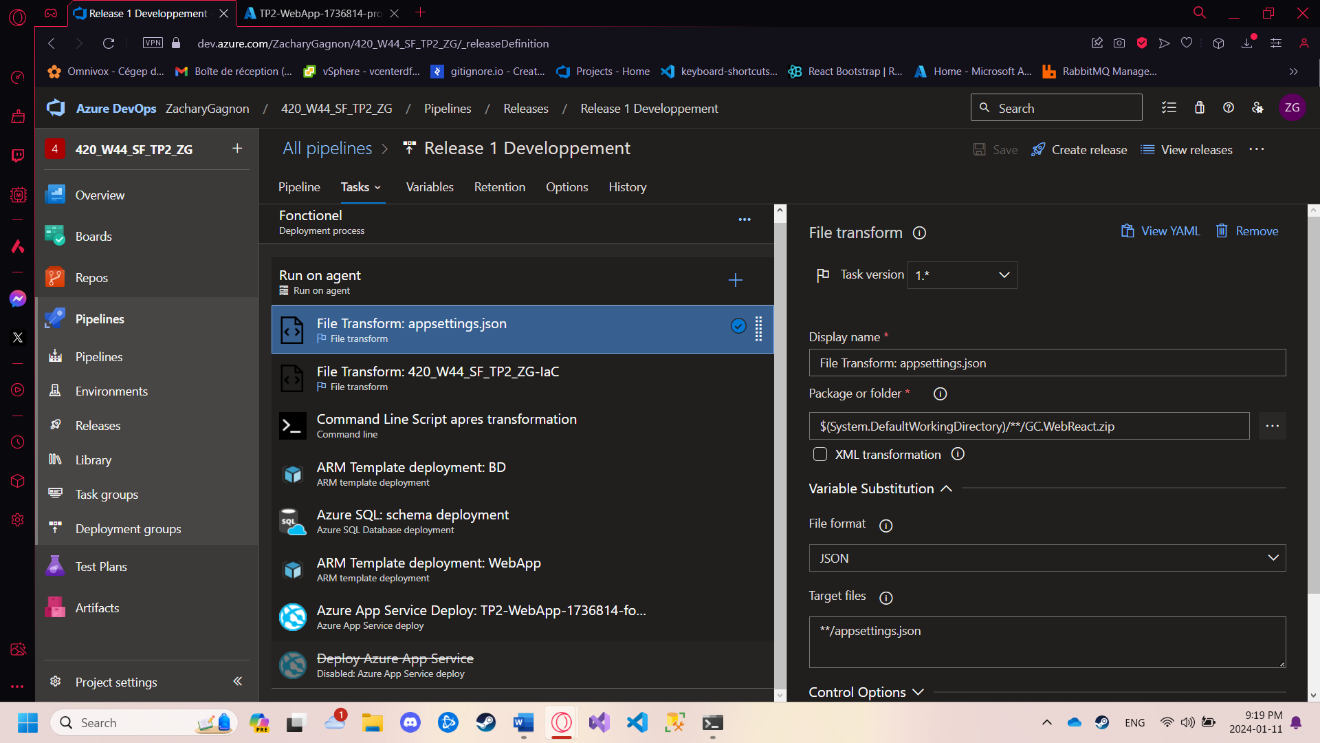 Release 1 Developpement
TP2-WebApp-1736814-pro
VPN
dev.azure.com/ZacharyGagnon/420_W44_SF_TP2_ZG/_releaseDefinition
Omnivox - Cégep d...
Boîte de réception (...
vSphere - vcenterdf...
gitignore.io - Creat...
Projects - Home
keyboard-shortcuts...
React Bootstrap | R...
Home - Microsoft A...
RabbitMQ Manage...
Azure DevOps
ZacharyGagnon
/
420_W44_SF_TP2_ZG
/
Pipelines
/
Releases
/
Release 1 Developpement
Search
ZG
4
420_W44_SF_TP2_ZG
Overview
Boards
Repos
Pipelines
Pipelines
Environments
Releases
Library
Task groups
Deployment groups
Test Plans
Artifacts
Project settings
All pipelines > Release 1 Developpement
Save
Create release
View releases
Pipeline
Tasks
Variables
Retention
Options
History
Fonctionel
Deployment process
Run on agent
Run on agent
File Transform: appsettings.json
File transform
File Transform: 420_W44_SF_TP2_ZG-IaC
File transform
Command Line Script apres transformation
Command line
ARM Template deployment: BD
ARM template deployment
Azure SQL: schema deployment
Azure SQL Database deployment
ARM Template deployment: WebApp
ARM template deployment
Azure App Service Deploy: TP2-WebApp-1736814-fo...
Azure App Service deploy
Deploy Azure App Service
Disabled: Azure App Service deploy
File transform
View YAML
Remove
Task version
1.*
Display name *
File Transform: appsettings.json
Package or folder *
$(System.DefaultWorkingDirectory)/**/GC.WebReact.zip
XML transformation
Variable Substitution
File format
JSON
Target files
**/appsettings.json
Control Options
Search
PRE
1
ENG
9:19 PM
2024-01-11